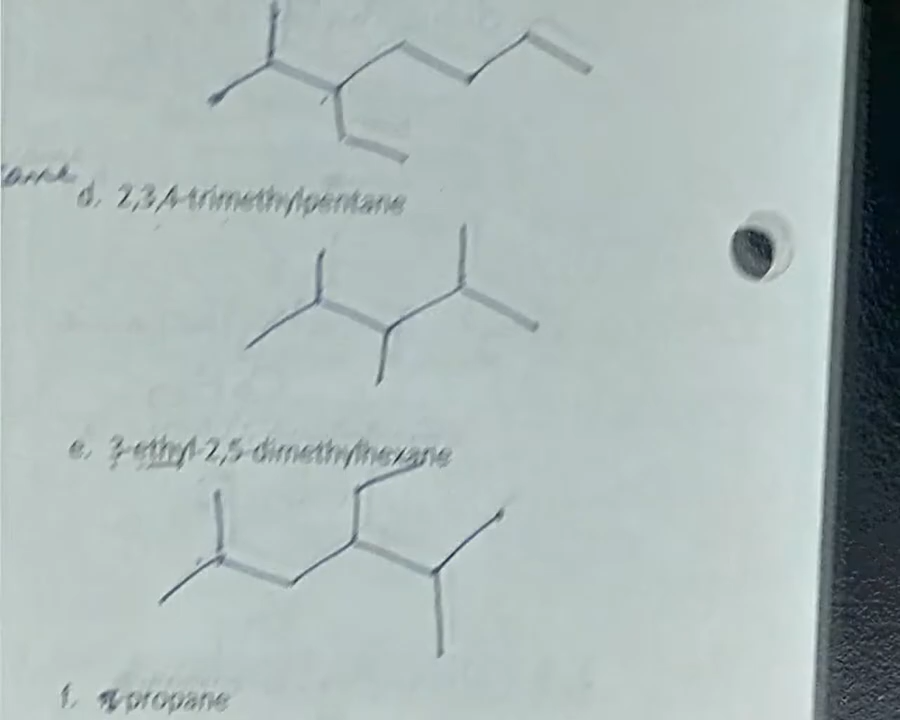 d. 2,3,4-trimethylpentane
e. 3-ethyl-2,5-dimethylhexane
f. n-propane